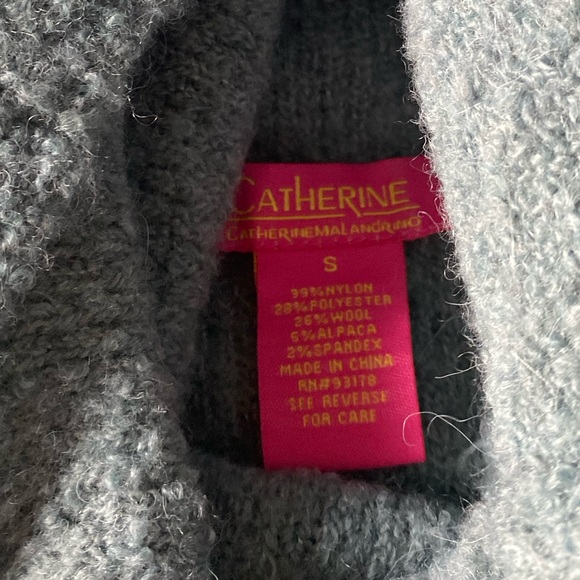 CATHERINE
CATHERINEMALANDRINO
S
39%NYLON
28%POLYESTER
26%WOOL
5%ALPACA
2%SPANDEX
MADE IN CHINA
RN#93178
SEE REVERSE
FOR CARE